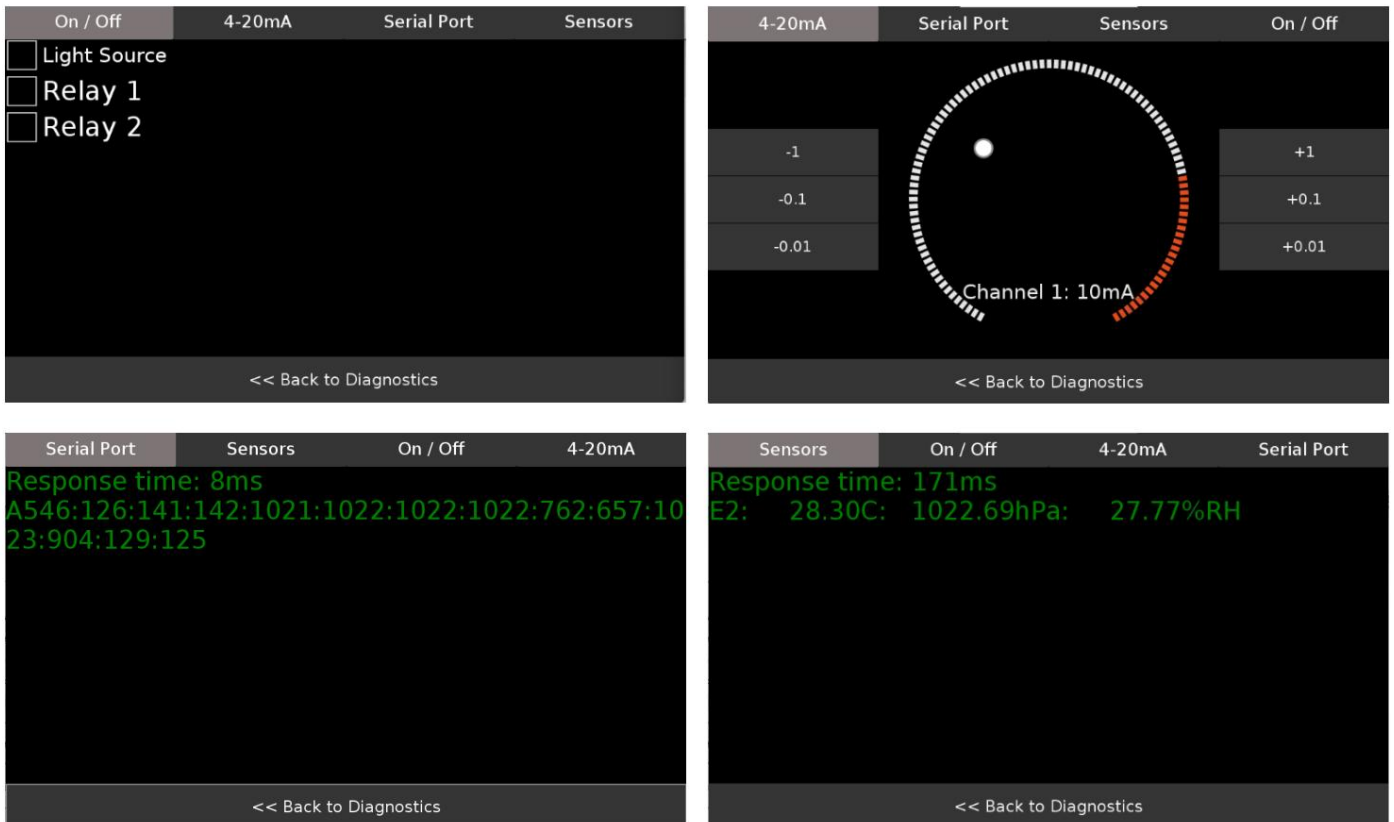 On / Off 4-20mA Serial Port Sensors
Light Source
Relay 1
Relay 2
<< Back to Diagnostics
4-20mA Serial Port Sensors On / Off
-1 +1
-0.1 +0.1
-0.01 +0.01
Channel 1: 10mA
<< Back to Diagnostics
Serial Port Sensors On / Off 4-20mA
Response time: 8ms
A546:126:141:142:1021:1022:1022:1022:762:657:10
23:904:129:125
<< Back to Diagnostics
Sensors On / Off 4-20mA Serial Port
Response time: 171ms
E2: 28.30C: 1022.69hPa: 27.77%RH
<< Back to Diagnostics